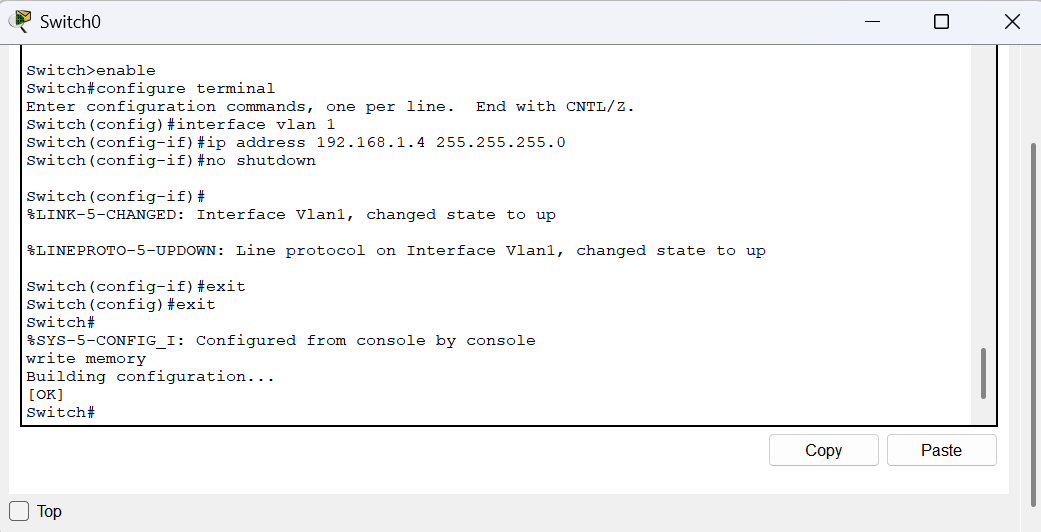 Switch0
Switch>enable
Switch#configure terminal
Enter configuration commands, one per line.  End with CNTL/Z.
Switch(config)#interface vlan 1
Switch(config-if)#ip address 192.168.1.4 255.255.255.0
Switch(config-if)#no shutdown
Switch(config-if)#
%LINK-5-CHANGED: Interface Vlan1, changed state to up
%LINEPROTO-5-UPDOWN: Line protocol on Interface Vlan1, changed state to up
Switch(config-if)#exit
Switch(config)#exit
Switch#
%SYS-5-CONFIG_I: Configured from console by console
write memory
Building configuration...
[OK]
Switch#
Copy Paste
Top